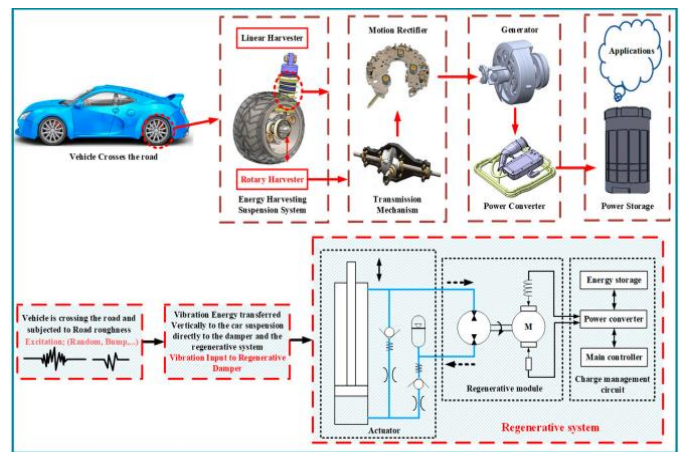 Linear Harvester
Motion Rectifier
Generator
Applications
Vehicle Crosses the road
Rotary Harvester
Energy Harvesting
Suspension System
Transmission
Mechanism
Power Converter
Power Storage
Vehicle is crossing the road and
subjected to Road roughness
Excitation; (Random, Bump,...)
Vibration Energy transferred
Vertically to the car suspension
directly to the damper and the
regenerative system
Vibration Input to Regenerative
Damper
Actuator
M
Regenerative module
Energy storage
Power converter
Main controller
Charge management
circuit
Regenerative system